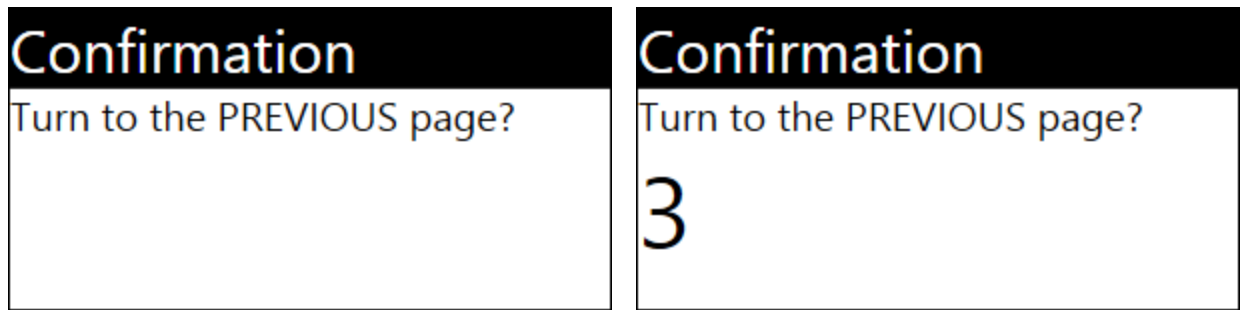 Confirmation
Turn to the PREVIOUS page?
Confirmation
Turn to the PREVIOUS page?
3